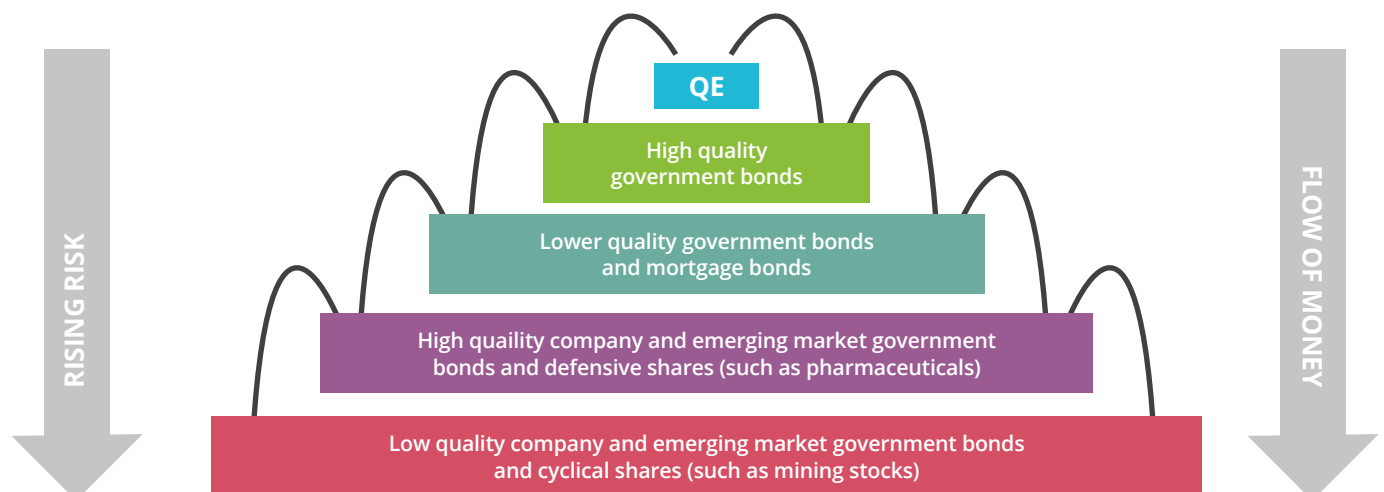 QE
High quality
government bonds
Lower quality government bonds
and mortgage bonds
High quaility company and emerging market government
bonds and defensive shares (such as pharmaceuticals)
Low quality company and emerging market government bonds
and cyclical shares (such as mining stocks)
RISING RISK
FLOW OF MONEY